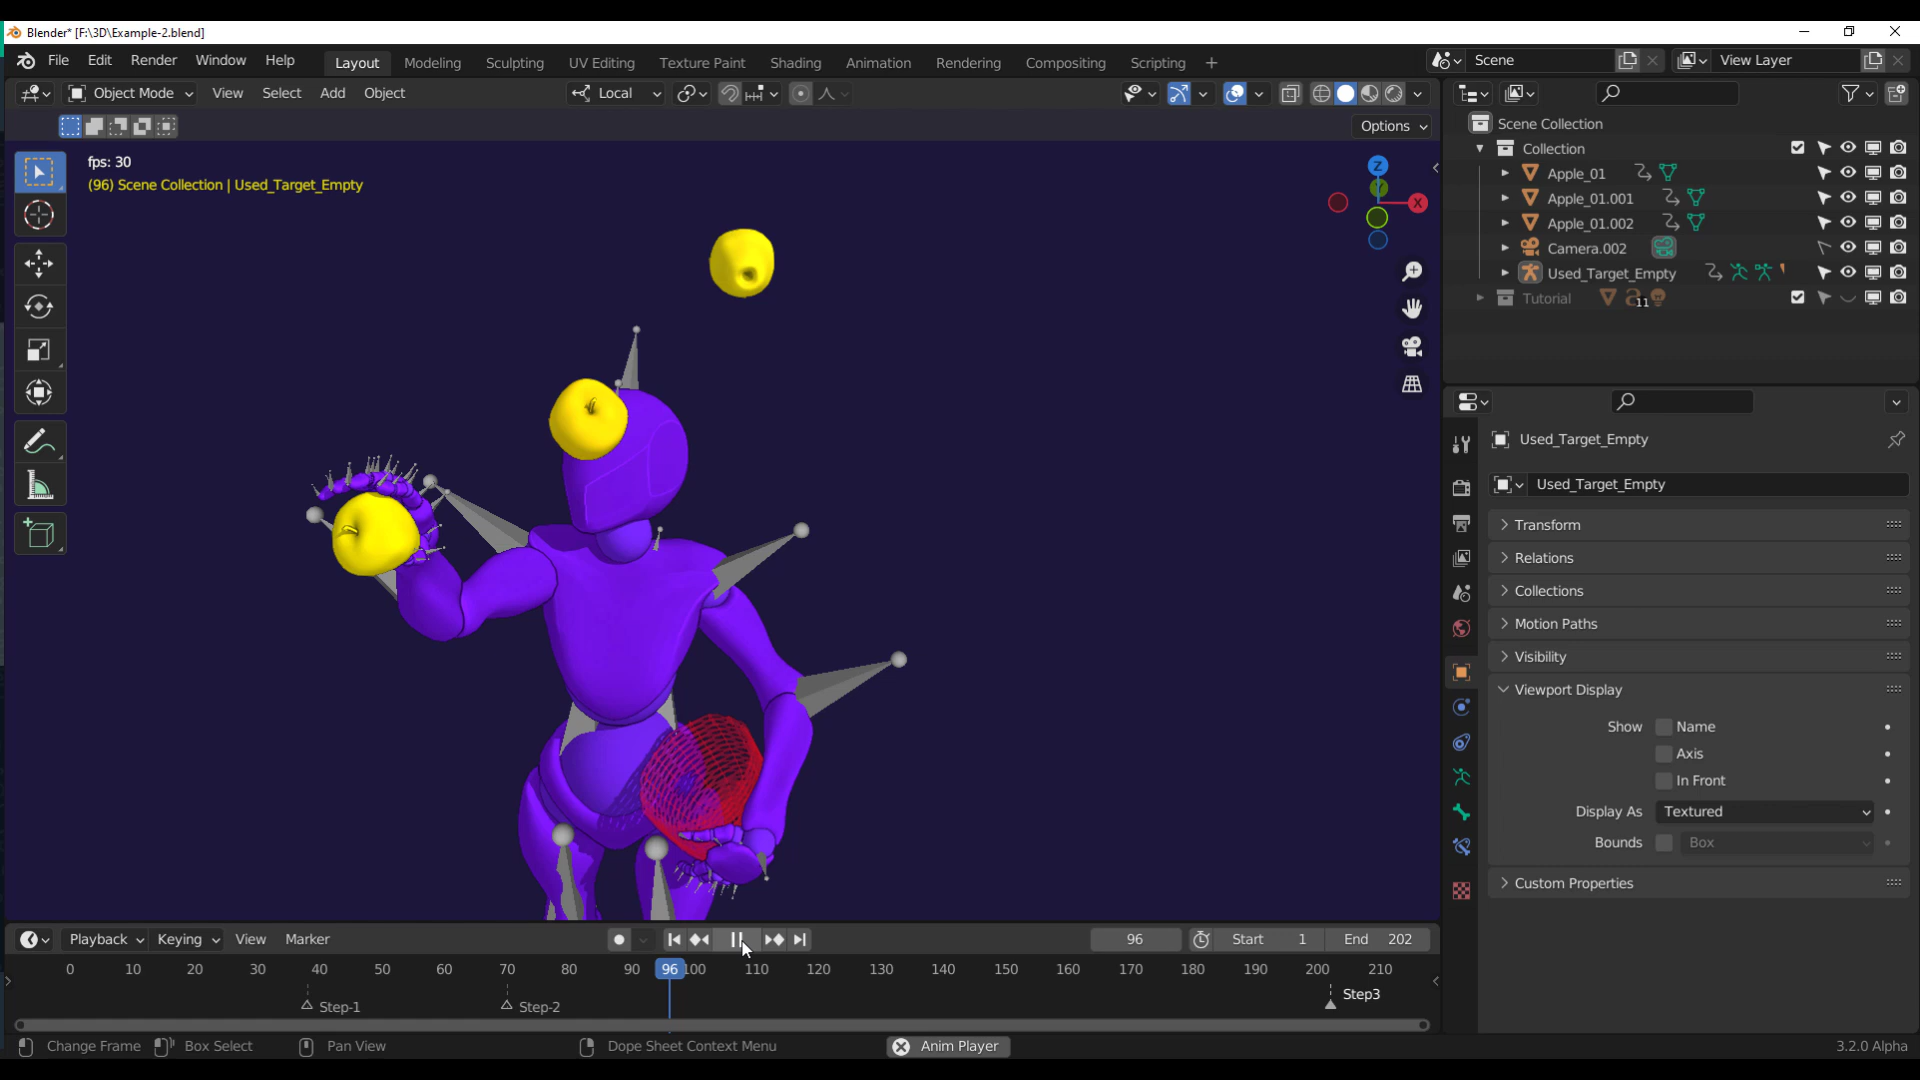 Blender* [F:\3D\Example-2.blend]
File Edit Render Window Help Layout Modeling Sculpting UV Editing Texture Paint Shading Animation Rendering Compositing Scripting + Scene View Layer
Object Mode View Select Add Object Local
Options
fps: 30
(96) Scene Collection | Used_Target_Empty
Z
Y
X
Scene Collection
Collection
Apple_01
Apple_01.001
Apple_01.002
Camera.002
Used_Target_Empty
Tutorial 11
Used_Target_Empty
Used_Target_Empty
Transform
Relations
Collections
Motion Paths
Visibility
Viewport Display
Show Name
Axis
In Front
Display As Textured
Bounds Box
Custom Properties
Playback Keying View Marker 96 Start 1 End 202
0 10 20 30 40 50 60 70 80 90 96 100 110 120 130 140 150 160 170 180 190 200 210
Step-1 Step-2 Step3
Change Frame Box Select Pan View Dope Sheet Context Menu Anim Player 3.2.0 Alpha